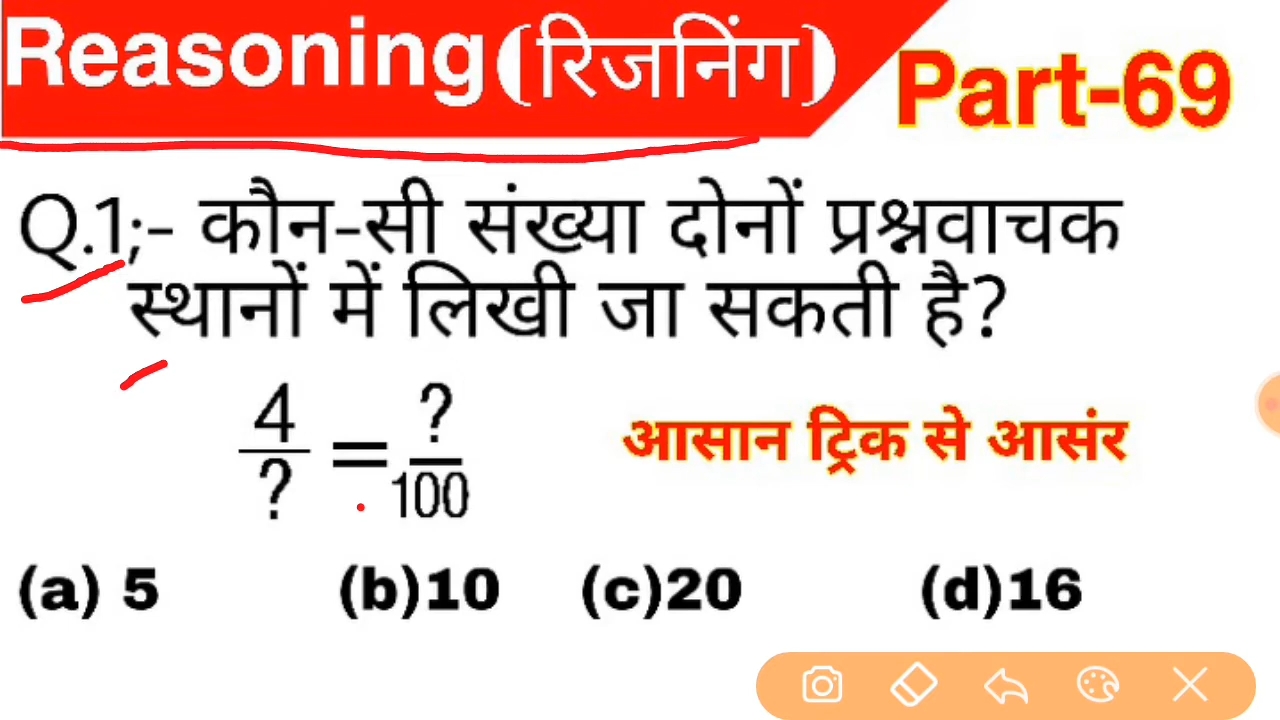 Reasoning(रिजनिंग)
Part-69
Q.1;- कौन-सी संख्या दोनों प्रश्नवाचक
स्थानों में लिखी जा सकती है?
4/? = ?/100
आसान ट्रिक से आसंर
(a) 5 (b)10 (c)20 (d)16